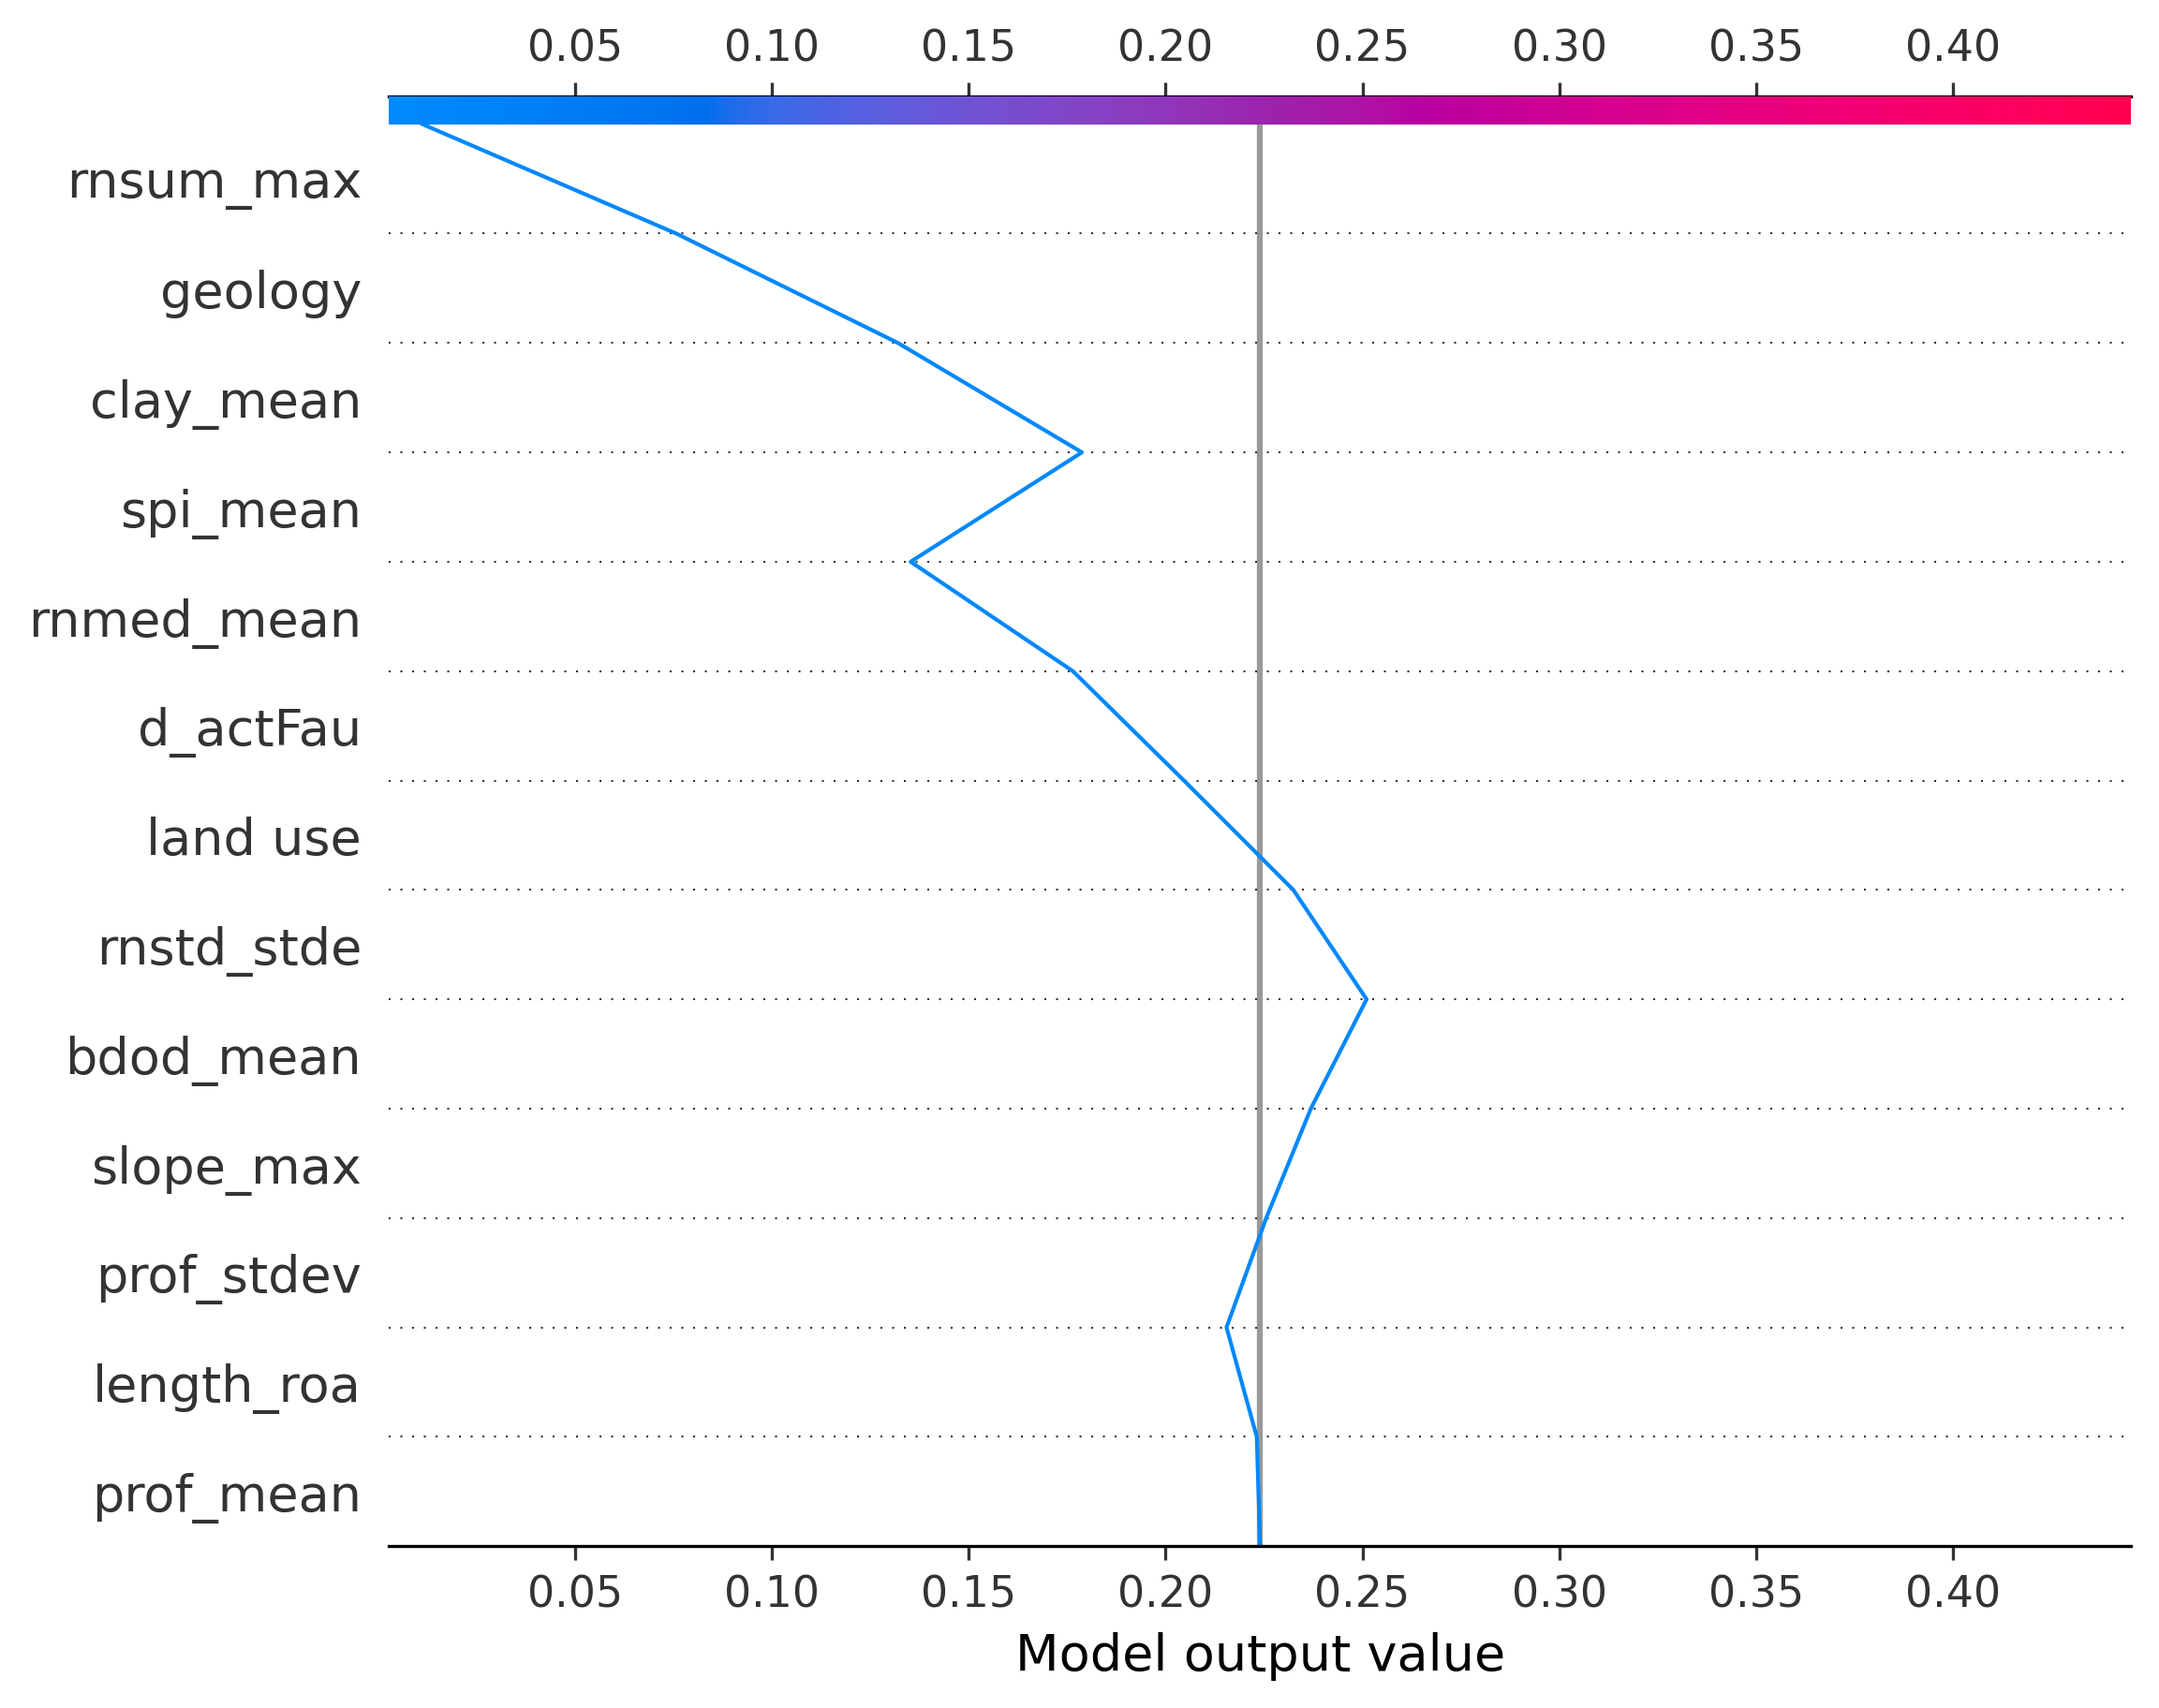 0.05 0.10 0.15 0.20 0.25 0.30 0.35 0.40
rnsum_max
geology
clay_mean
spi_mean
rnmed_mean
d_actFau
land use
rnstd_stde
bdod_mean
slope_max
prof_stdev
length_roa
prof_mean
0.05 0.10 0.15 0.20 0.25 0.30 0.35 0.40
Model output value